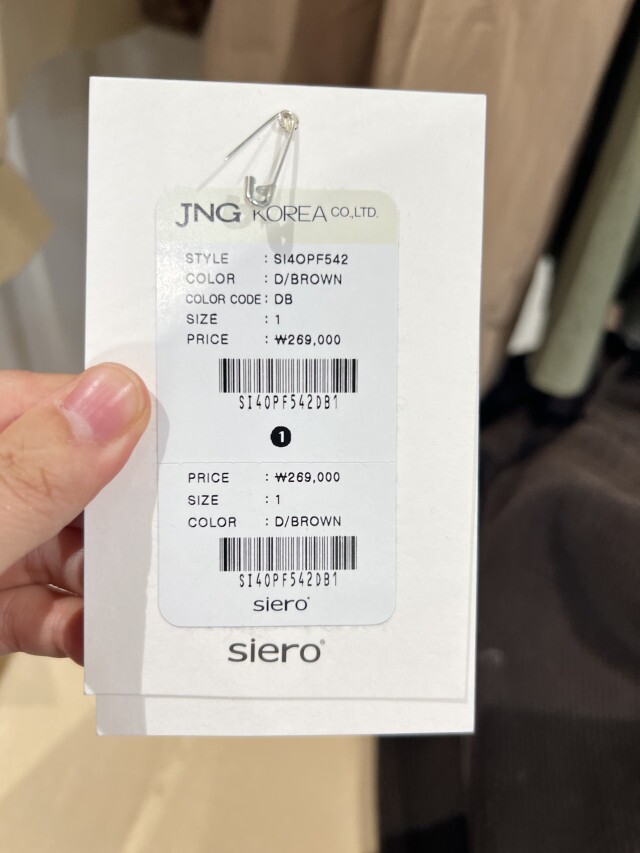 JNG KOREA CO.,LTD.
STYLE : SI4OPF542
COLOR : D/BROWN
COLOR CODE : DB
SIZE : 1
PRICE : ₩269,000
SI4OPF542DB1
1
PRICE : ₩269,000
SIZE : 1
COLOR : D/BROWN
SI4OPF542DB1
siero
siero